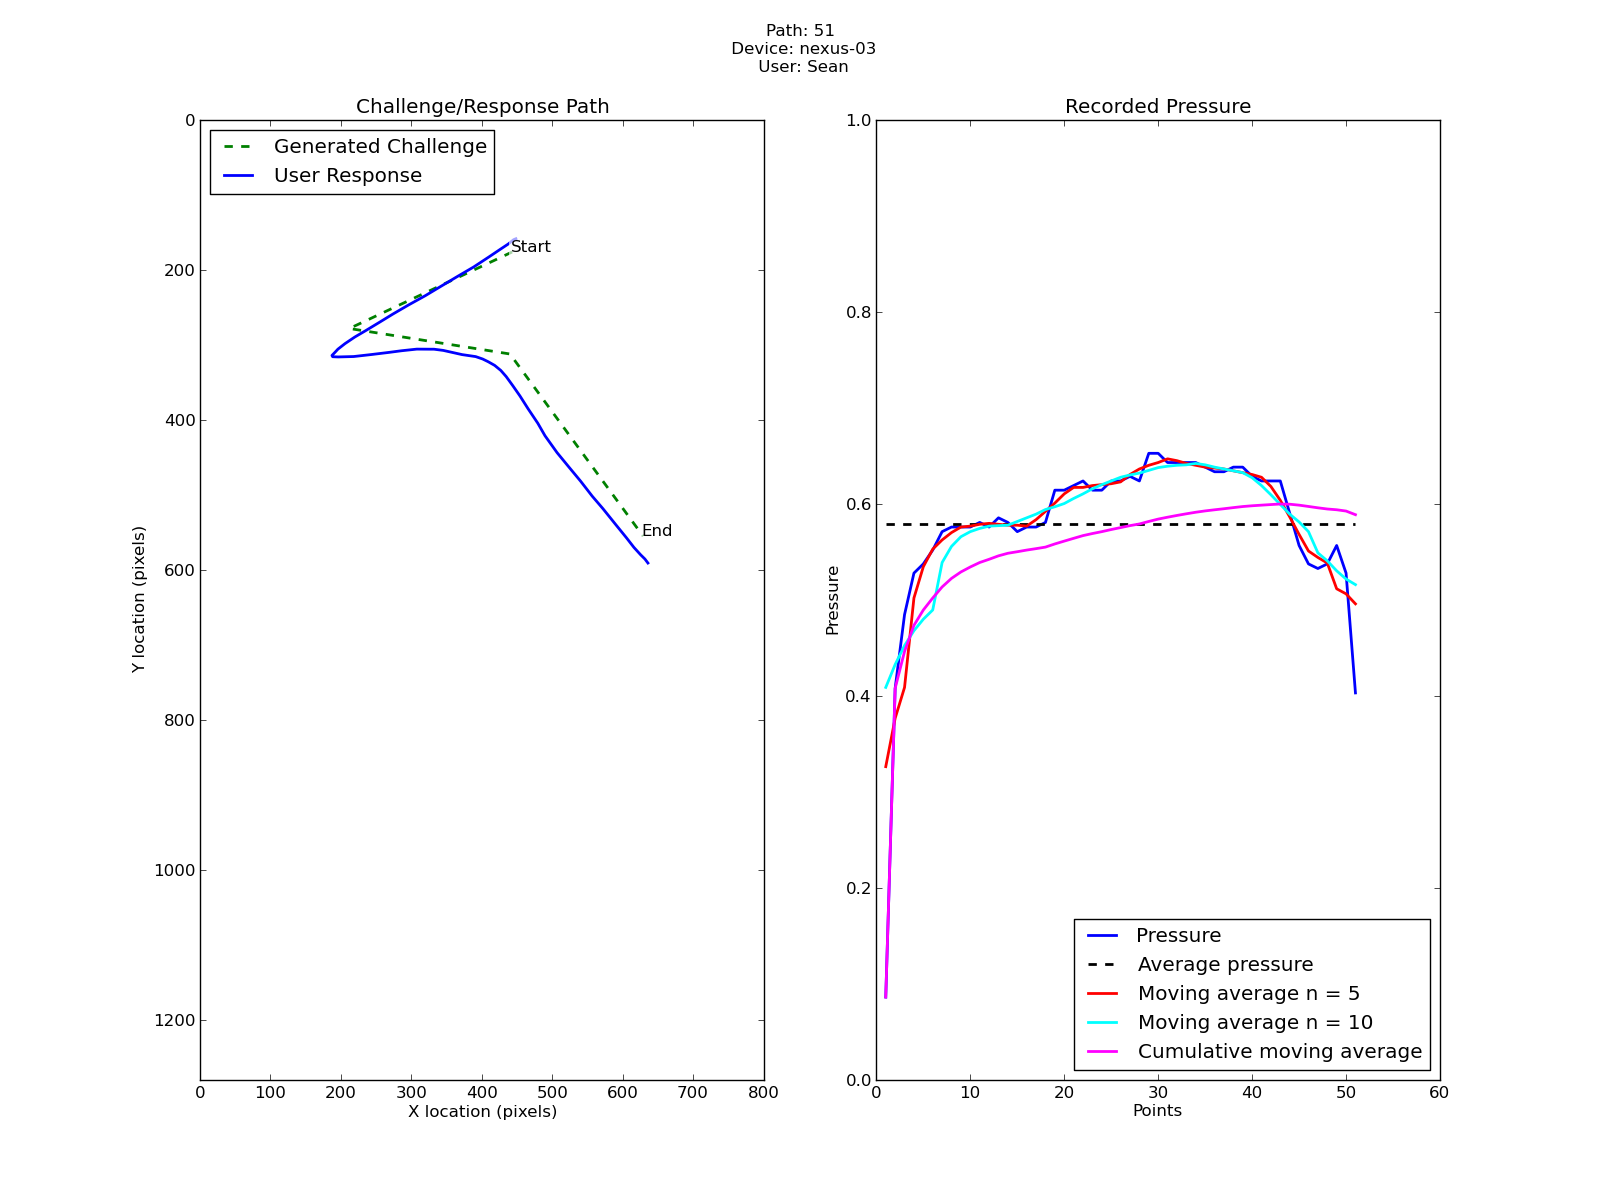 Path: 51
Device: nexus-03
User: Sean
Challenge/Response Path
Generated Challenge
User Response
Start
End
0
200
400
600
800
1000
1200
Y location (pixels)
0 100 200 300 400 500 600 700 800
X location (pixels)
Recorded Pressure
1.0
0.8
0.6
0.4
0.2
0.0
Pressure
Pressure
Average pressure
Moving average n = 5
Moving average n = 10
Cumulative moving average
0 10 20 30 40 50 60
Points